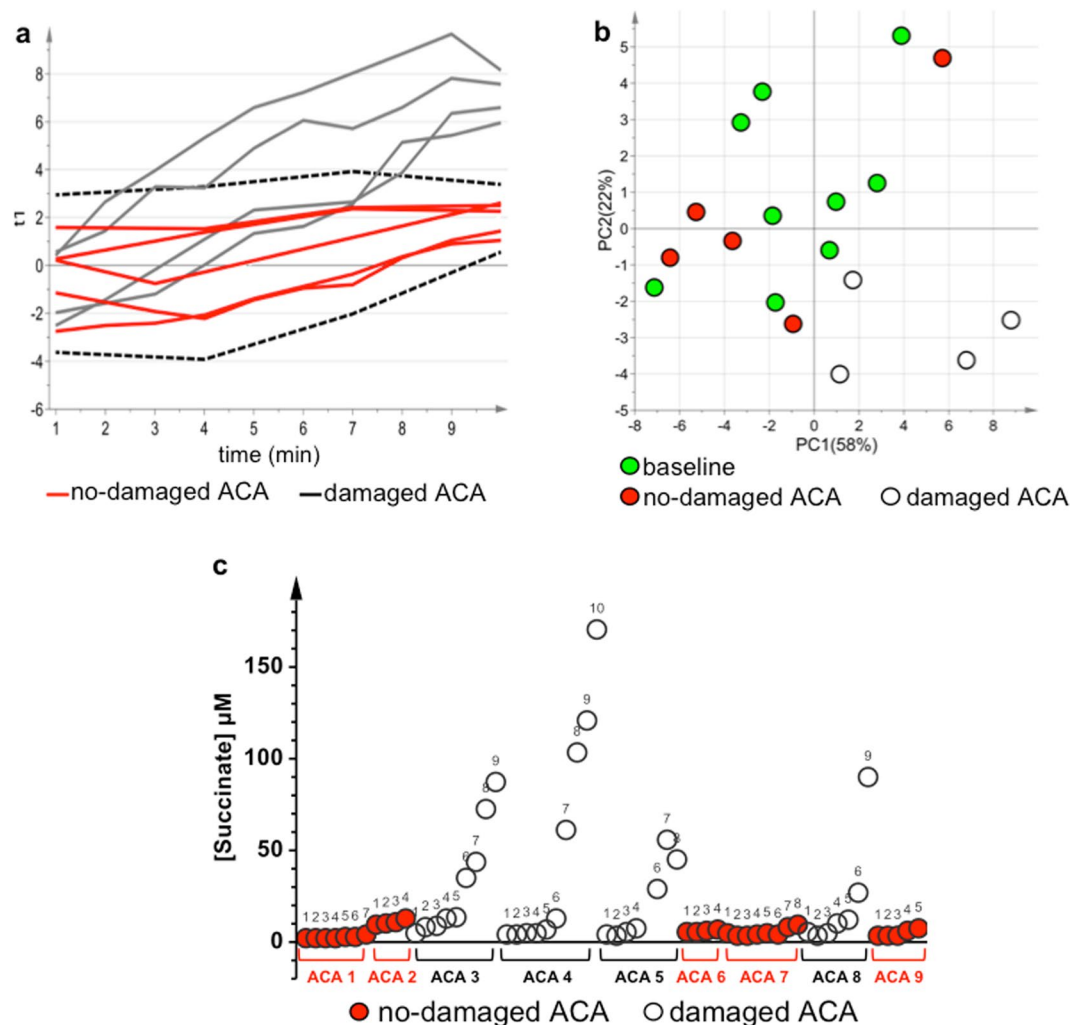 a
t1
8
6
4
2
0
-2
-4
-6
1 2 3 4 5 6 7 8 9
time (min)
no-damaged ACA damaged ACA
b
PC2(22%)
5
4
3
2
1
0
-1
-2
-3
-4
-5
-8 -6 -4 -2 0 2 4 6 8
PC1(58%)
baseline
no-damaged ACA damaged ACA
c
[Succinate] µM
150
100
50
0
1 2 3 4 5 6 7
1 2 3 4
1 2 3 4 5 6 7 8 9
1 2 3 4 5 6 7 8 9 10
1 2 3 4 6 7 8
1 2 3 4
1 2 3 4 5 6 7 8
1 2 3 4 5 6 9
1 2 3 4 5
ACA 1 ACA 2 ACA 3 ACA 4 ACA 5 ACA 6 ACA 7 ACA 8 ACA 9
no-damaged ACA damaged ACA